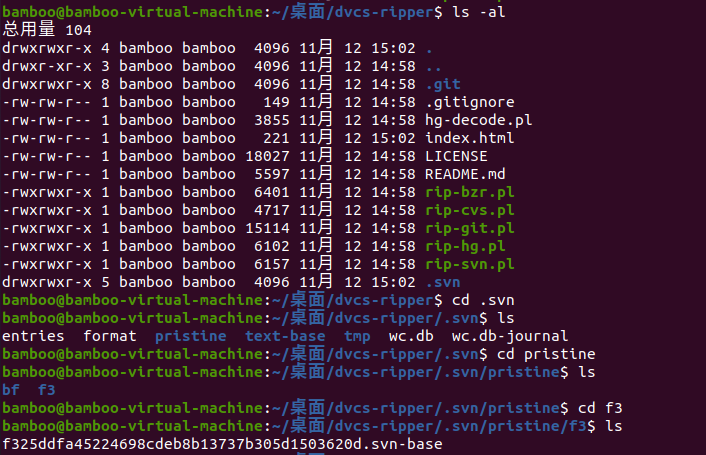 bamboo@bamboo-virtual-machine:~/桌面/dvcs-ripper$ ls -al
总用量 104
drwxrwxr-x 4 bamboo bamboo  4096 11月 12 15:02 .
drwxr-xr-x 3 bamboo bamboo  4096 11月 12 14:58 ..
drwxrwxr-x 8 bamboo bamboo  4096 11月 12 14:58 .git
-rw-rw-r-- 1 bamboo bamboo   149 11月 12 14:58 .gitignore
-rw-rw-r-- 1 bamboo bamboo  3855 11月 12 14:58 hg-decode.pl
-rw-rw-r-- 1 bamboo bamboo   221 11月 12 15:02 index.html
-rw-rw-r-- 1 bamboo bamboo 18027 11月 12 14:58 LICENSE
-rw-rw-r-- 1 bamboo bamboo  5597 11月 12 14:58 README.md
-rwxrwxr-x 1 bamboo bamboo  6401 11月 12 14:58 rip-bzr.pl
-rwxrwxr-x 1 bamboo bamboo  4717 11月 12 14:58 rip-cvs.pl
-rwxrwxr-x 1 bamboo bamboo 15114 11月 12 14:58 rip-git.pl
-rwxrwxr-x 1 bamboo bamboo  6102 11月 12 14:58 rip-hg.pl
-rwxrwxr-x 1 bamboo bamboo  6157 11月 12 14:58 rip-svn.pl
drwxrwxr-x 5 bamboo bamboo  4096 11月 12 15:02 .svn
bamboo@bamboo-virtual-machine:~/桌面/dvcs-ripper$ cd .svn
bamboo@bamboo-virtual-machine:~/桌面/dvcs-ripper/.svn$ ls
entries  format  pristine  text-base  tmp  wc.db  wc.db-journal
bamboo@bamboo-virtual-machine:~/桌面/dvcs-ripper/.svn$ cd pristine
bamboo@bamboo-virtual-machine:~/桌面/dvcs-ripper/.svn/pristine$ ls
bf  f3
bamboo@bamboo-virtual-machine:~/桌面/dvcs-ripper/.svn/pristine$ cd f3
bamboo@bamboo-virtual-machine:~/桌面/dvcs-ripper/.svn/pristine/f3$ ls
f325ddfa45224698cdeb8b13737b305d1503620d.svn-base